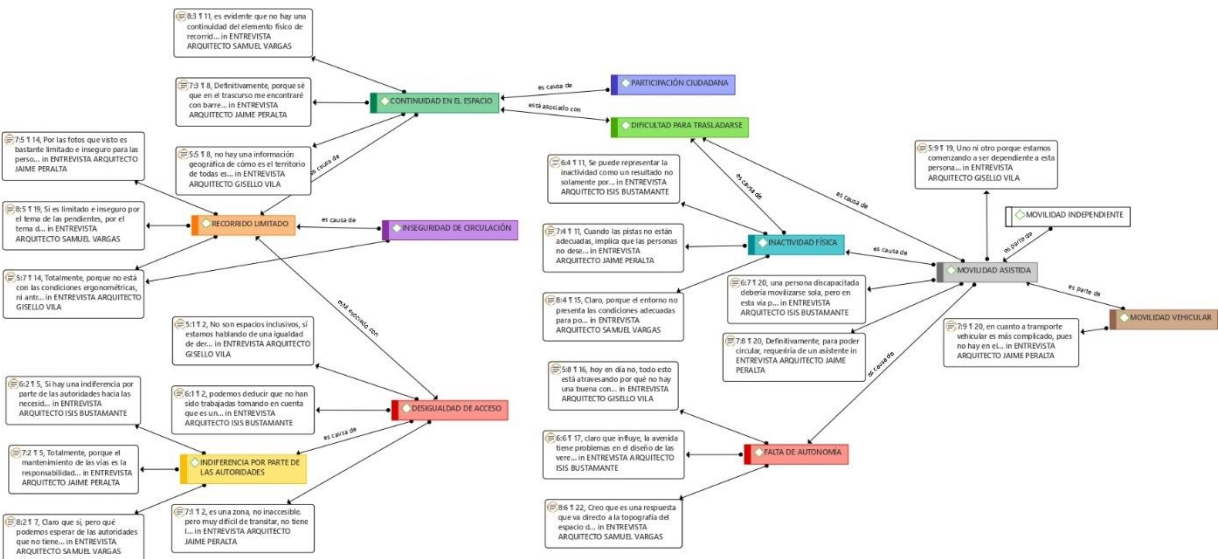 8:3 ¶ 11, es evidente que no hay una
continuidad del elemento físico de
recorrid... in ENTREVISTA
ARQUITECTO SAMUEL VARGAS
7:3 ¶ 8, Definitivamente, porque sé
que en el trascurso me encontraré
con barre... in ENTREVISTA
ARQUITECTO JAIME PERALTA
CONTINUIDAD EN EL ESPACIO
es causa de
PARTICIPACIÓN CIUDADANA
está asociado con
DIFICULTAD PARA TRASLADARSE
7:5 ¶ 14, Por las fotos que visto es
bastante limitado e inseguro para las
perso... in ENTREVISTA ARQUITECTO
JAIME PERALTA
5:5 ¶ 8, no hay una información
geográfica de cómo es el territorio
de todas es... in ENTREVISTA
ARQUITECTO GISELLO VILA
es causa de
8:5 ¶ 19, Si es limitado e inseguro por
el tema de las pendientes, por el
tema d... in ENTREVISTA
ARQUITECTO SAMUEL VARGAS
RECORRIDO LIMITADO
es causa de
INSEGURIDAD DE CIRCULACIÓN
5:7 ¶ 14, Totalmente, porque no está
con las condiciones ergonométricas,
ni antr... in ENTREVISTA ARQUITECTO
GISELLO VILA
está asociado con
6:4 ¶ 11, Se puede representar la
inactividad como un resultado no
solamente por... in ENTREVISTA
ARQUITECTO ISIS BUSTAMANTE
7:4 ¶ 11, Cuando las pistas no están
adecuadas, implica que las personas
no dese... in ENTREVISTA
ARQUITECTO JAIME PERALTA
8:4 ¶ 15, Claro, porque el entorno no
presenta las condiciones adecuadas
para po... in ENTREVISTA
ARQUITECTO SAMUEL VARGAS
INACTIVIDAD FÍSICA
es causa de
es causa de
5:9 ¶ 19, Uno ni otro porque estamos
comenzando a ser dependiente a esta
persona... in ENTREVISTA
ARQUITECTO GISELLO VILA
MOVILIDAD INDEPENDIENTE
es parte de
MOVILIDAD ASISTIDA
es parte de
MOVILIDAD VEHICULAR
6:7 ¶ 20, una persona discapacitada
debería movilizarse sola, pero en
esta vía p... in ENTREVISTA
ARQUITECTO ISIS BUSTAMANTE
7:8 ¶ 20, Definitivamente, para poder
circular, requeriría de un asistente in
ENTREVISTA ARQUITECTO JAIME
PERALTA
7:9 ¶ 20, en cuanto a transporte
vehicular es más complicado, pues
no hay en el... in ENTREVISTA
ARQUITECTO JAIME PERALTA
es causa de
5:1 ¶ 2, No son espacios inclusivos, sí
estamos hablando de una igualdad
de der... in ENTREVISTA ARQUITECTO
GISELLO VILA
6:1 ¶ 2, podemos deducir que no han
sido trabajadas tomando en cuenta
que es un... in ENTREVISTA
ARQUITECTO ISIS BUSTAMANTE
DESIGUALDAD DE ACCESO
es causa de
6:2 ¶ 5, Si hay una indiferencia por
parte de las autoridades hacia las
necesid... in ENTREVISTA
ARQUITECTO ISIS BUSTAMANTE
7:2 ¶ 5, Totalmente, porque el
mantenimiento de las vías es la
responsabilid... in ENTREVISTA
ARQUITECTO JAIME PERALTA
INDIFERENCIA POR PARTE DE
LAS AUTORIDADES
8:2 ¶ 7, Claro que si, pero qué
podemos esperar de las autoridades
que no tiene... in ENTREVISTA
ARQUITECTO SAMUEL VARGAS
7:1 ¶ 2, es una zona, no inaccesible.
pero muy difícil de transitar, no tiene
l... in ENTREVISTA ARQUITECTO
JAIME PERALTA
5:8 ¶ 16, hoy en día no, todo esto
está atravesando por qué no hay
una buena con... in ENTREVISTA
ARQUITECTO GISELLO VILA
6:6 ¶ 17, claro que influye, la avenida
tiene problemas en el diseño de las
vere... in ENTREVISTA ARQUITECTO
ISIS BUSTAMANTE
FALTA DE AUTONOMÍA
8:6 ¶ 22, Creo que es una respuesta
que va directo a la topografía del
espacio d... in ENTREVISTA
ARQUITECTO SAMUEL VARGAS